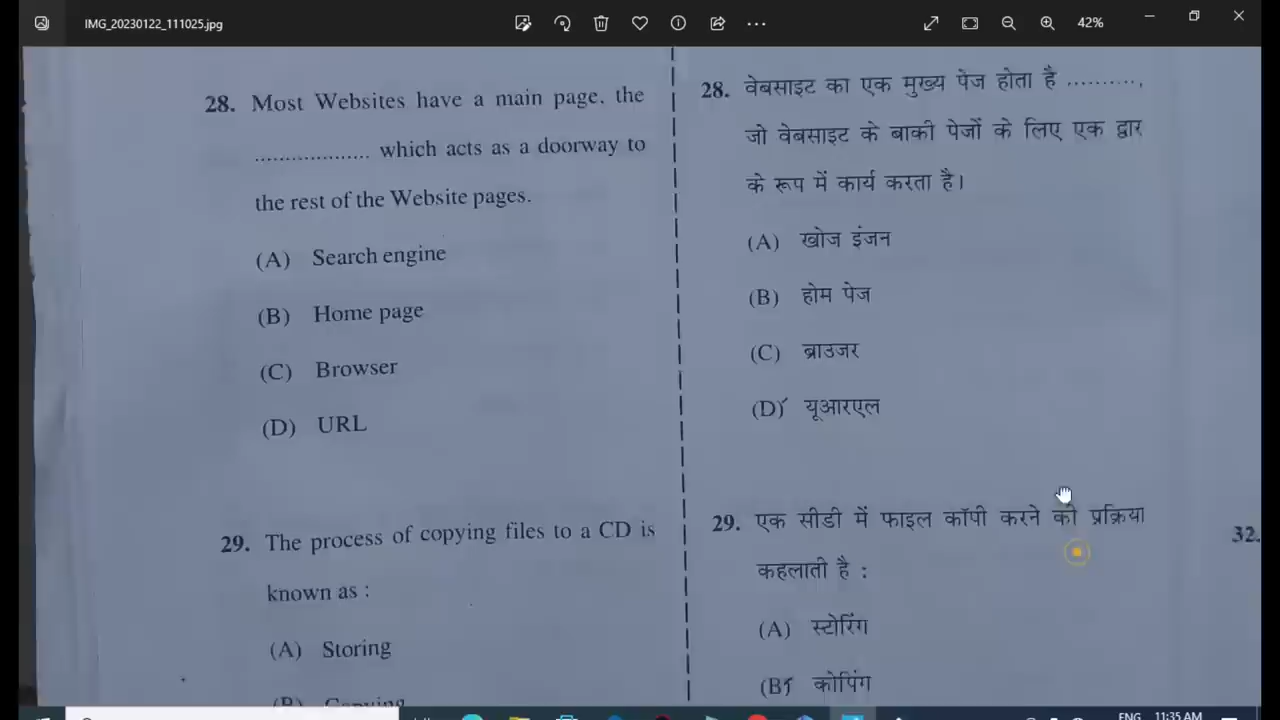 IMG_20230122_111025.jpg
42%
28. Most Websites have a main page, the
.................... which acts as a doorway to
the rest of the Website pages.
(A) Search engine
(B) Home page
(C) Browser
(D) URL
29. The process of copying files to a CD is
known as :
(A) Storing
(B) Copying
28. वेबसाइट का एक मुख्य पेज होता है ..........,
जो वेबसाइट के बाकी पेजों के लिए एक द्वार
के रूप में कार्य करता है।
(A) खोज इंजन
(B) होम पेज
(C) ब्राउजर
(D) यूआरएल
29. एक सीडी में फाइल कॉपी करने की प्रक्रिया
कहलाती है :
(A) स्टोरिंग
(B) कोपिंग
32.
ENG 11:35 AM